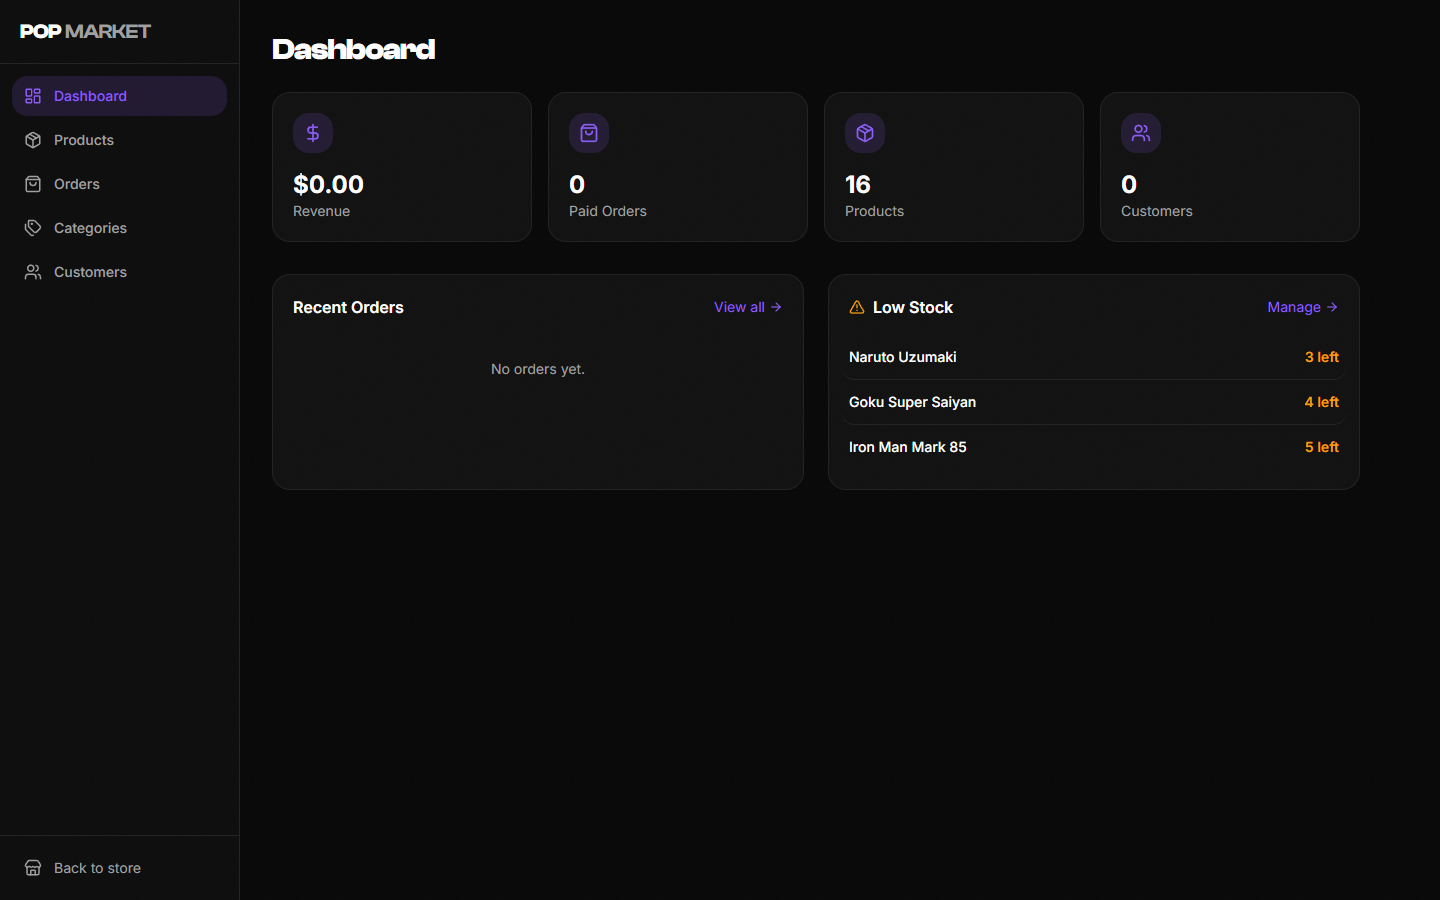 POP MARKET
Dashboard
Products
Orders
Categories
Customers
Back to store
Dashboard
$0.00
Revenue
0
Paid Orders
16
Products
0
Customers
Recent Orders
View all →
No orders yet.
Low Stock
Manage →
Naruto Uzumaki 3 left
Goku Super Saiyan 4 left
Iron Man Mark 85 5 left